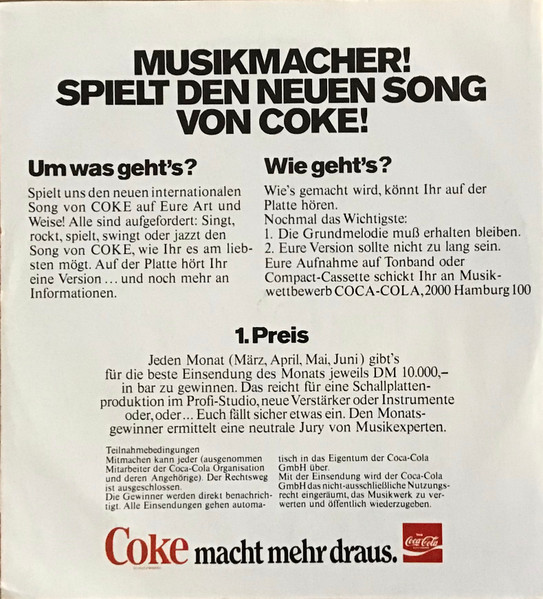 MUSIKMACHER!
SPIELT DEN NEUEN SONG
VON COKE!
Um was geht's?
Spielt uns den neuen internationalen
Song von COKE auf Eure Art und
Weise! Alle sind aufgefordert: Singt,
rockt, spielt, swingt oder jazzt den
Song von COKE, wie Ihr es am lieb-
sten mögt. Auf der Platte hört Ihr
eine Version ... und noch mehr an
Informationen.
Wie geht's?
Wie's gemacht wird, könnt Ihr auf der
Platte hören.
Nochmal das Wichtigste:
1. Die Grundmelodie muß erhalten bleiben.
2. Eure Version sollte nicht zu lang sein.
Eure Aufnahme auf Tonband oder
Compact-Cassette schickt Ihr an Musik-
wettbewerb COCA-COLA, 2000 Hamburg 100
1. Preis
Jeden Monat (März, April, Mai, Juni) gibt's
für die beste Einsendung des Monats jeweils DM 10.000,–
in bar zu gewinnen. Das reicht für eine Schallplatten-
produktion im Profi-Studio, neue Verstärker oder Instrumente
oder, oder... Euch fällt sicher etwas ein. Den Monats-
gewinner ermittelt eine neutrale Jury von Musikexperten.
Teilnahmebedingungen
Mitmachen kann jeder (ausgenommen
Mitarbeiter der Coca-Cola Organisation
und deren Angehörige). Der Rechtsweg
ist ausgeschlossen.
Die Gewinner werden direkt benachrich-
tigt. Alle Einsendungen gehen automa-
tisch in das Eigentum der Coca-Cola
GmbH über.
Mit der Einsendung wird der Coca-Cola
GmbH das nicht-ausschließliche Nutzungs-
recht eingeräumt, das Musikwerk zu ver-
werten und öffentlich wiederzugeben.
Coke macht mehr draus.
Coca-Cola